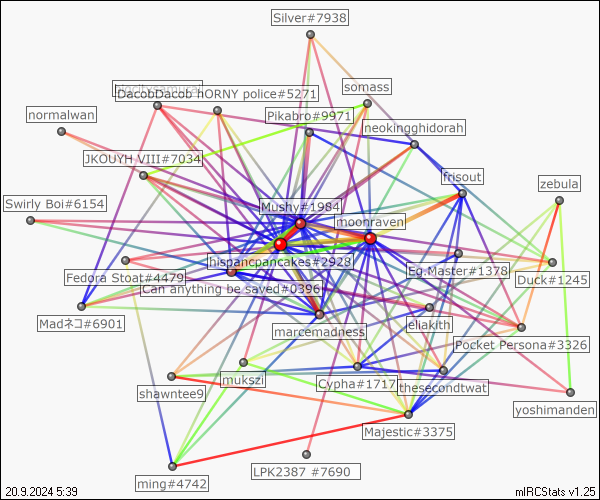 Silver#7938
somass
DacobDacob hORNY police#5271
Pikabro#9971
normalwan
neokingghidorah
JKOUYH VIII#7034
frisout
zebula
Swirly Boi#6154
Mushy#1984
moonraven
hispancpancakes#2928
Fedora Stoat#4479
Eg.Master#1378
Duck#1245
Can anything be saved#0396
Madネコ#6901
marcemadness
eliakith
Pocket Persona#3326
mukszi
Cypha#1717
thesecondtwat
shawntee9
yoshimanden
Majestic#3375
LPK2387 #7690
ming#4742
20.9.2024 5:39
mIRCStats v1.25